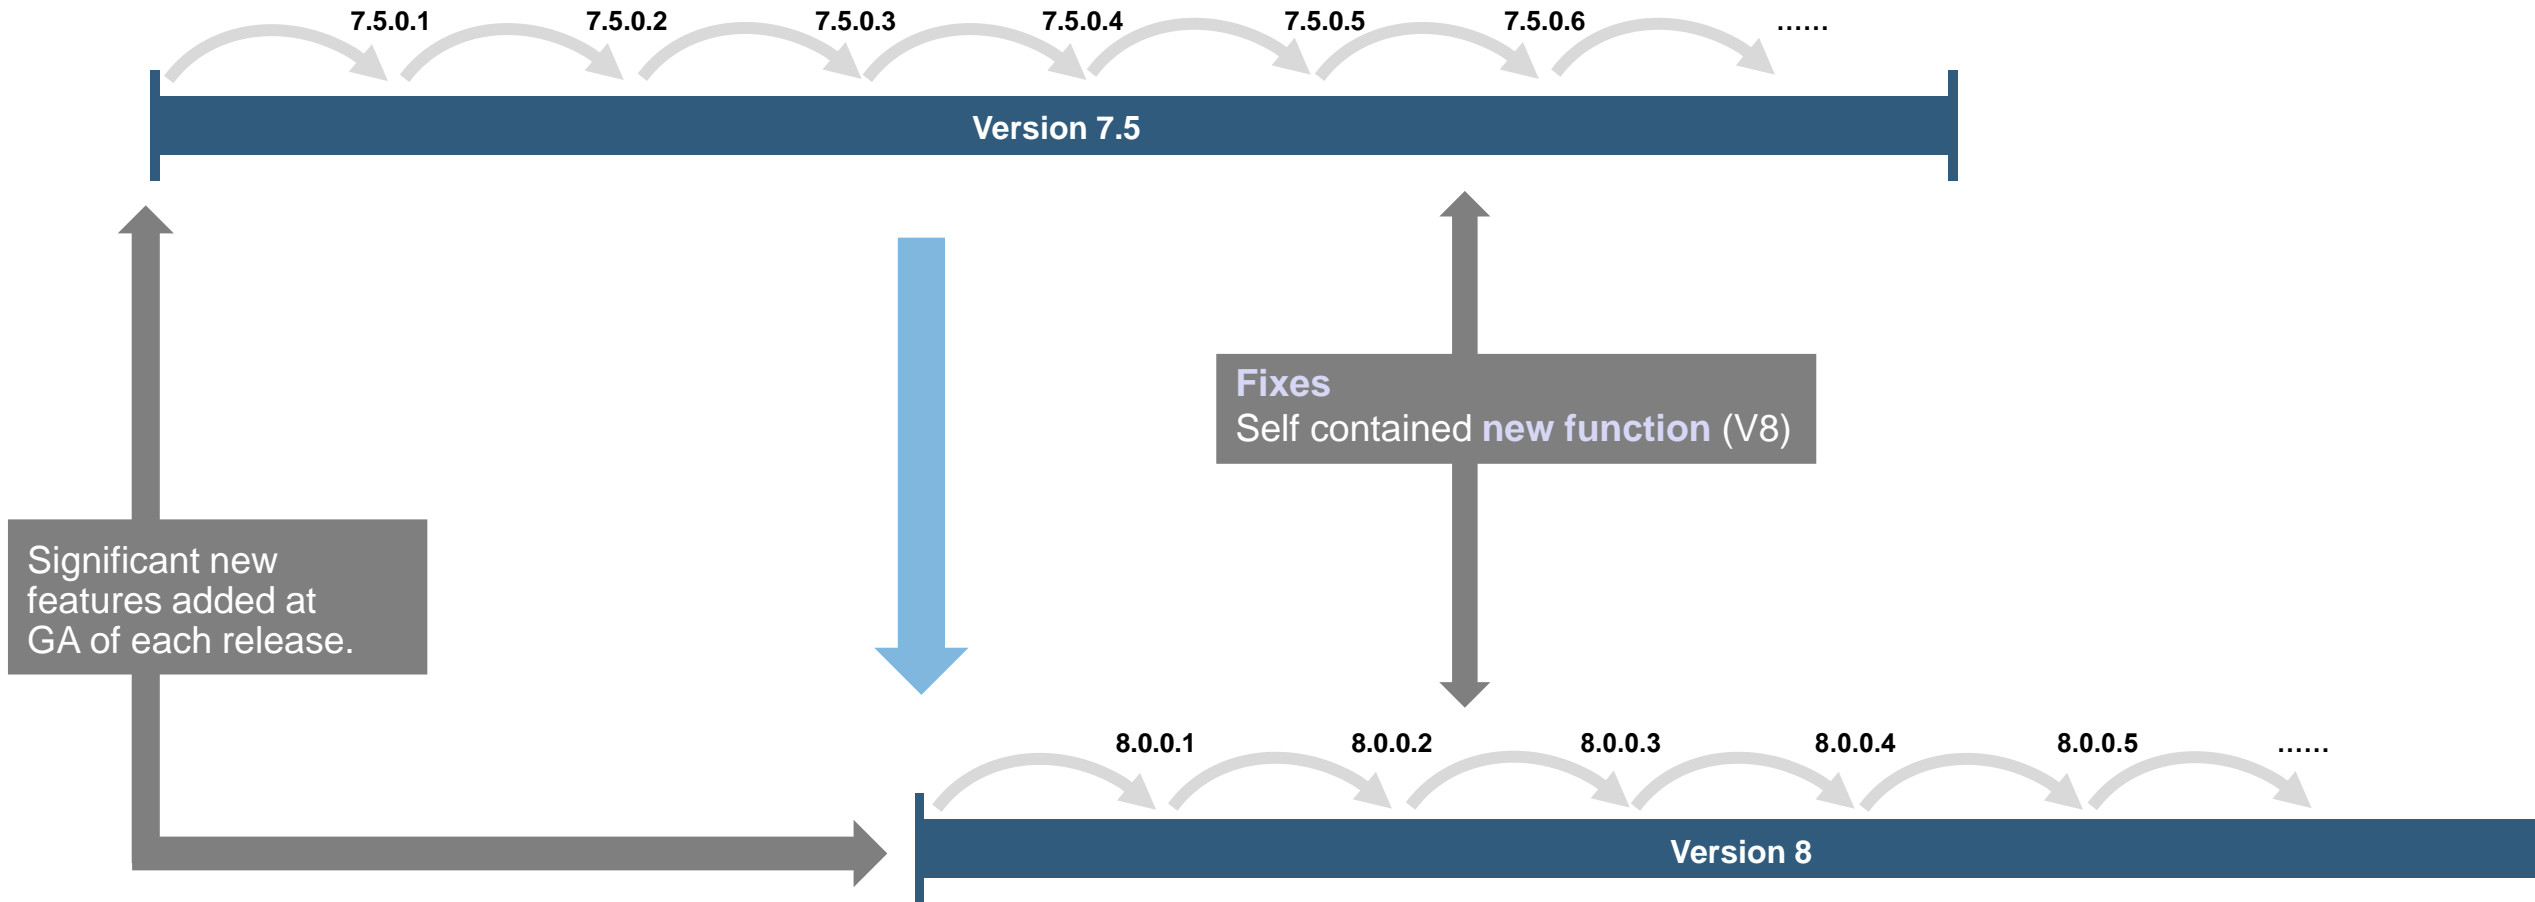 7.5.0.1 7.5.0.2 7.5.0.3 7.5.0.4 7.5.0.5 7.5.0.6 ......
Version 7.5
Fixes
Self contained new function (V8)
Significant new
features added at
GA of each release.
8.0.0.1 8.0.0.2 8.0.0.3 8.0.0.4 8.0.0.5 ......
Version 8